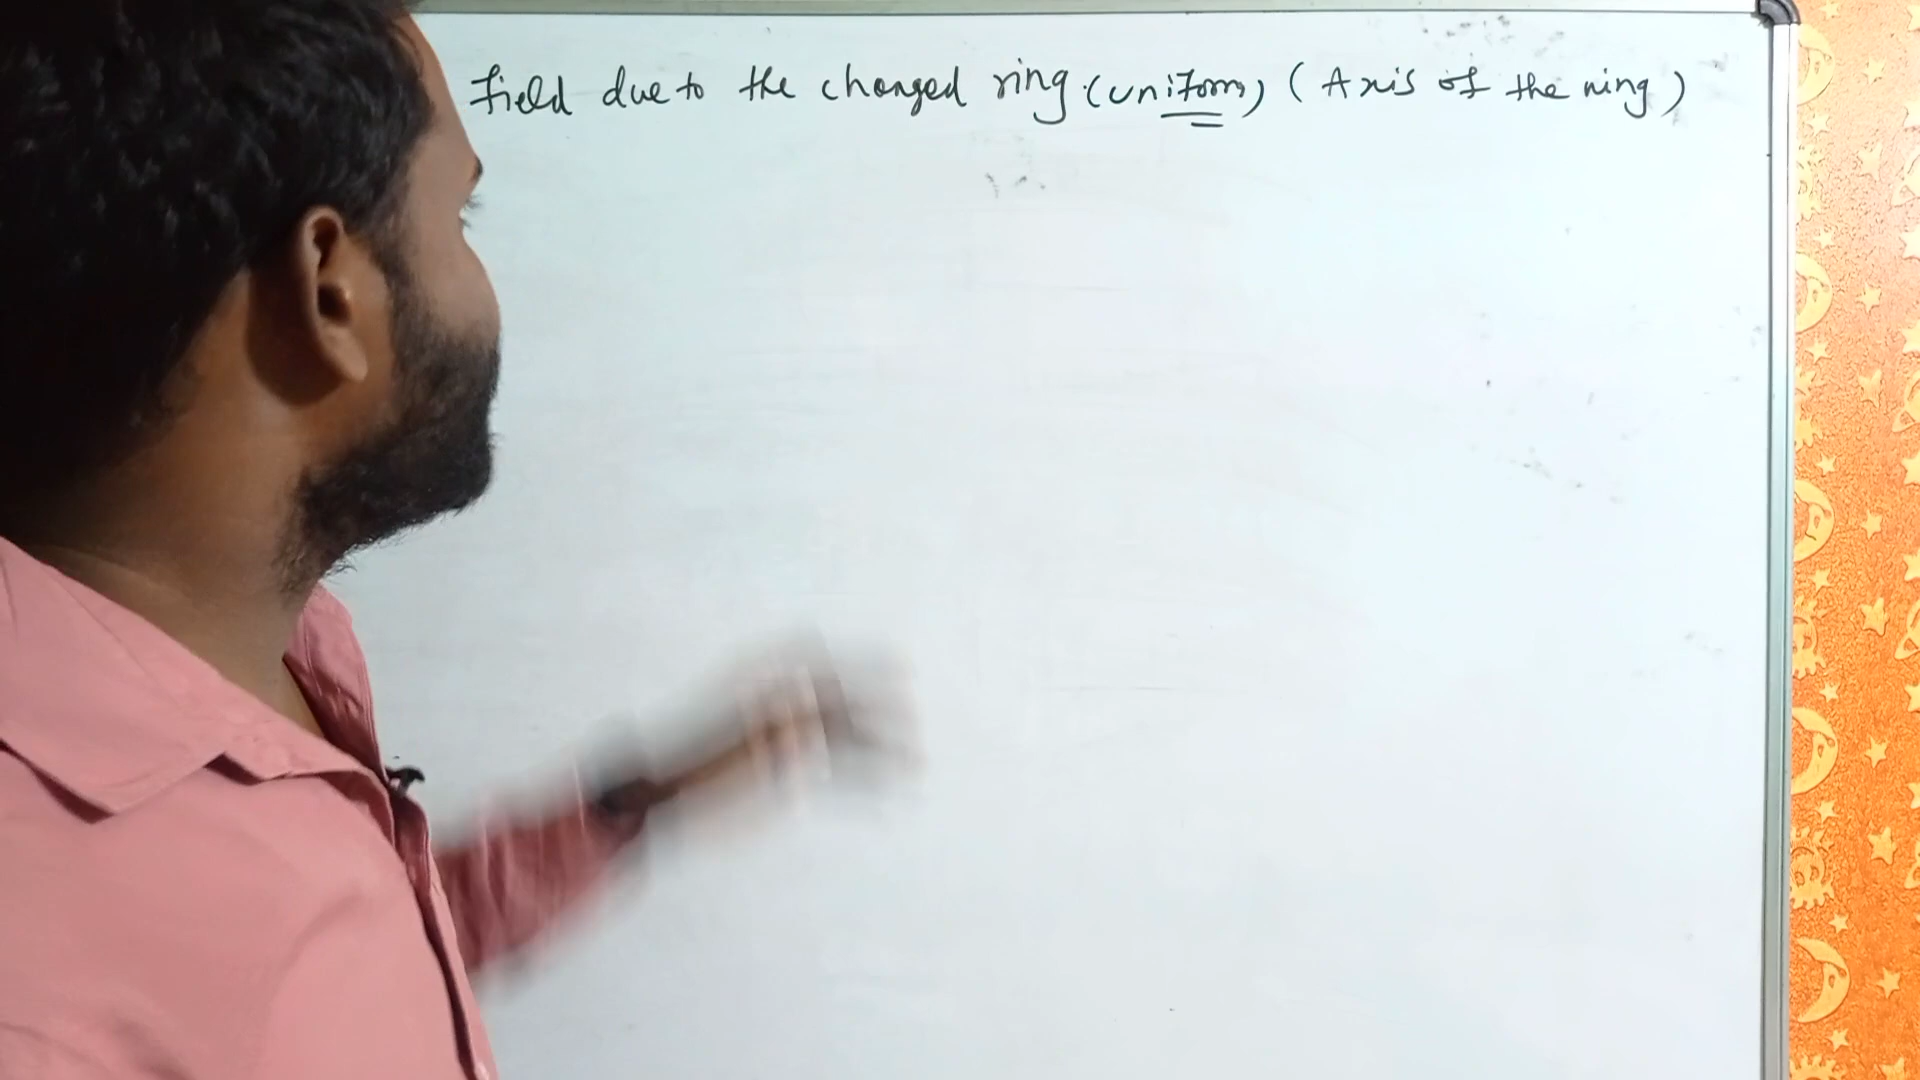 field due to the charged ring (uniform) (Axis of the ring)